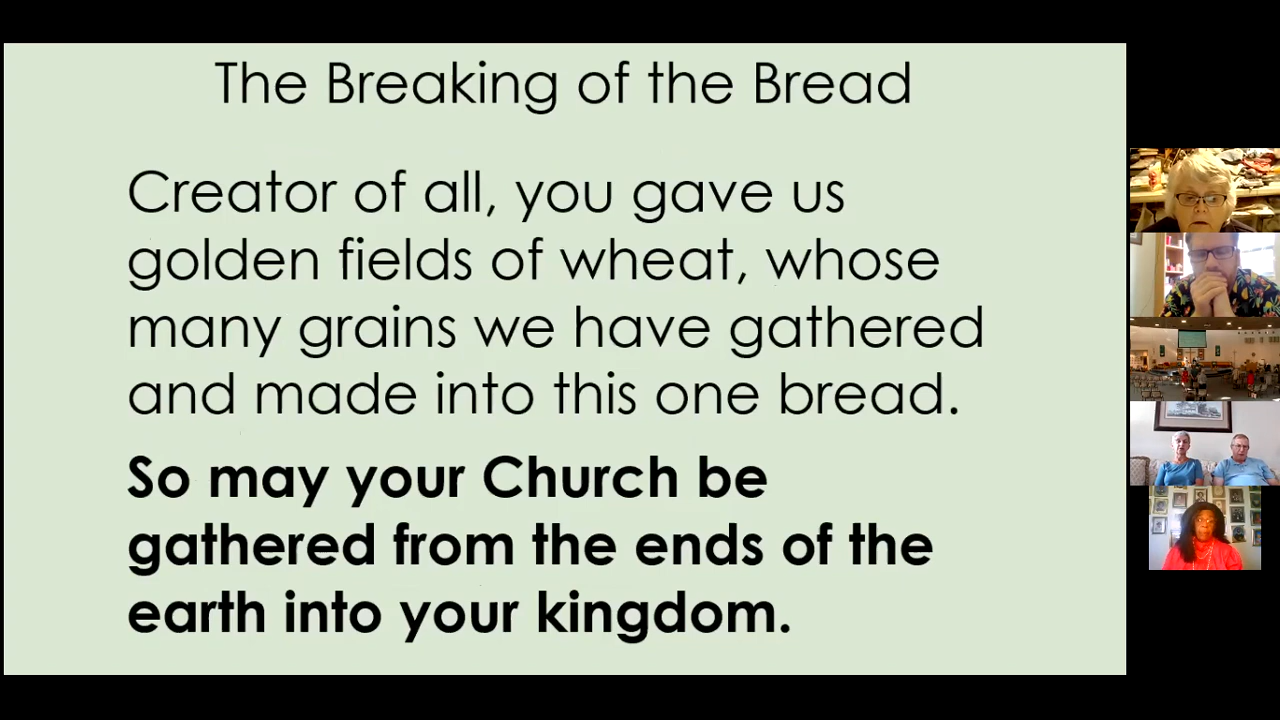 The Breaking of the Bread
Creator of all, you gave us
golden fields of wheat, whose
many grains we have gathered
and made into this one bread.
So may your Church be
gathered from the ends of the
earth into your kingdom.